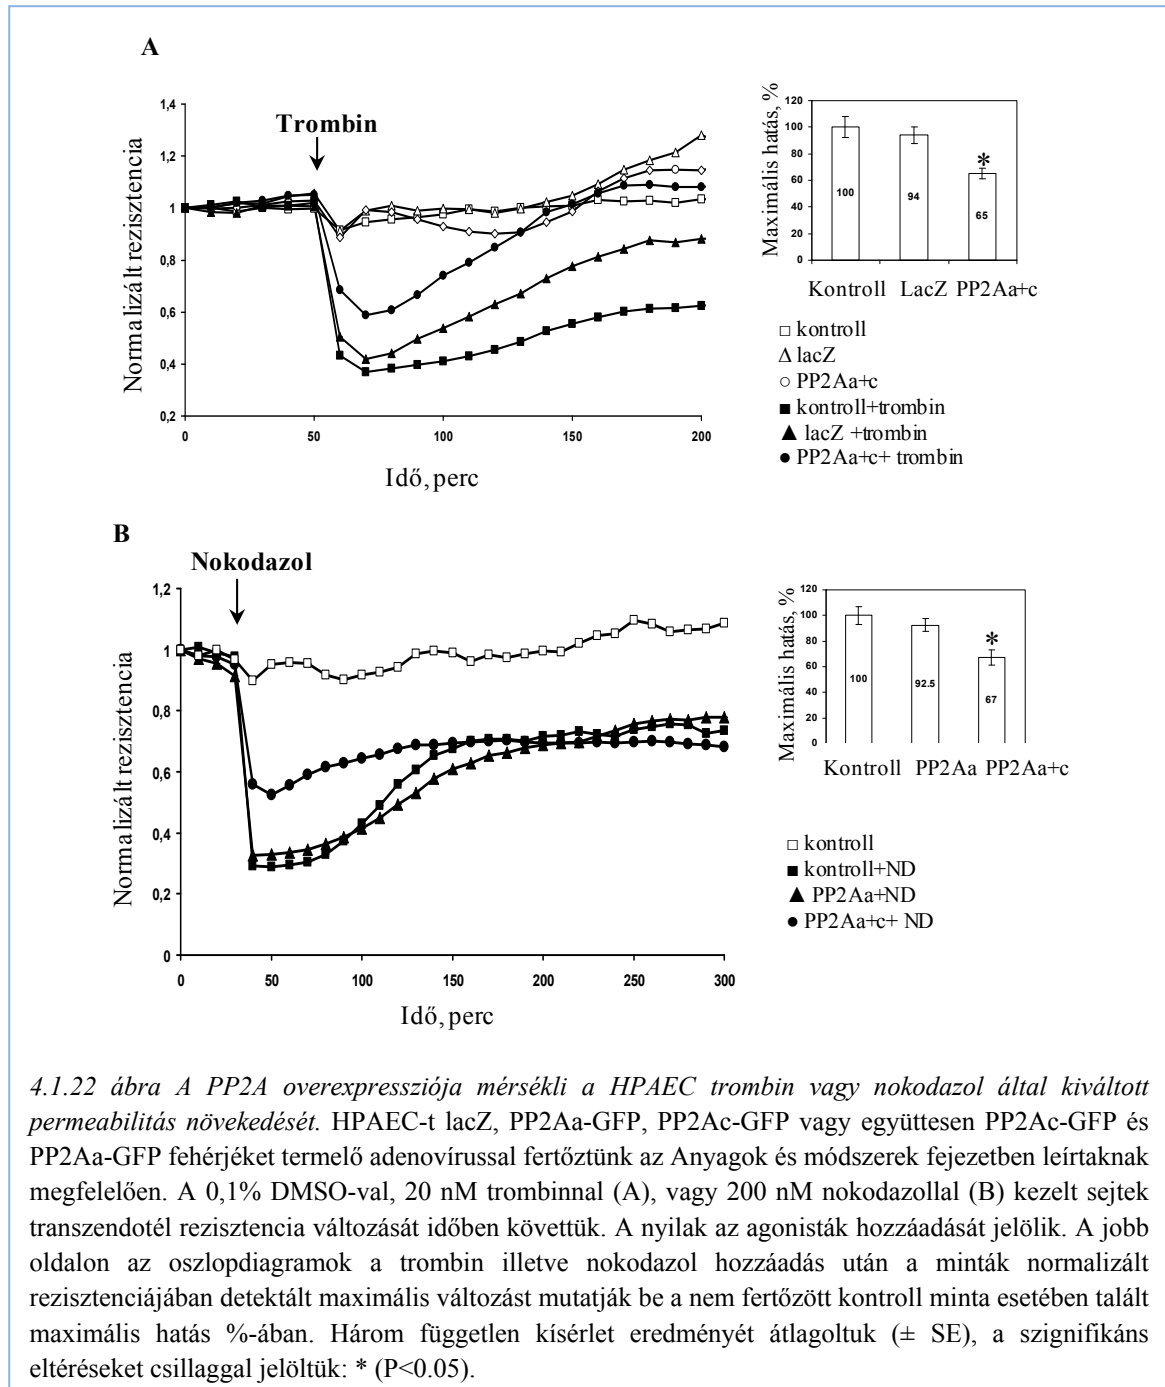 A
Trombin
Normalizált rezisztencia
1,4
1,2
1
0,8
0,6
0,4
0,2
0
50
100
150
200
Idő, perc
Maximális hatás, %
120
100
80
60
40
20
0
100
94
*
65
Kontroll LacZ PP2Aa+c
□ kontroll
Δ lacZ
○ PP2Aa+c
■ kontroll+trombin
▲ lacZ +trombin
● PP2Aa+c+ trombin
B
Nokodazol
Normalizált rezisztencia
1,2
1
0,8
0,6
0,4
0,2
0
0
50
100
150
200
250
300
Idő, perc
Maximális hatás, %
120
100
80
60
40
20
0
100
92.5
*
67
Kontroll PP2Aa PP2Aa+c
□ kontroll
■ kontroll+ND
▲ PP2Aa+ND
● PP2Aa+c+ ND
4.1.22 ábra A PP2A overexpressziója mérsékli a HPAEC trombin vagy nokodazol által kiváltott
permeabilitás növekedését. HPAEC-t lacZ, PP2Aa-GFP, PP2Ac-GFP vagy együttesen PP2Ac-GFP és
PP2Aa-GFP fehérjéket termelő adenovírussal fertőztünk az Anyagok és módszerek fejezetben leírtaknak
megfelelően. A 0,1% DMSO-val, 20 nM trombinnal (A), vagy 200 nM nokodazollal (B) kezelt sejtek
transzendotél rezisztencia változását időben követtük. A nyilak az agonisták hozzáadását jelölik. A jobb
oldalon az oszlopdiagramok a trombin illetve nokodazol hozzáadás után a minták normalizált
rezisztenciájában detektált maximális változást mutatják be a nem fertőzött kontroll minta esetében talált
maximális hatás %-ában. Három független kísérlet eredményét átlagoltuk (± SE), a szignifikáns
eltéréseket csillaggal jelöltük: * (P<0.05).